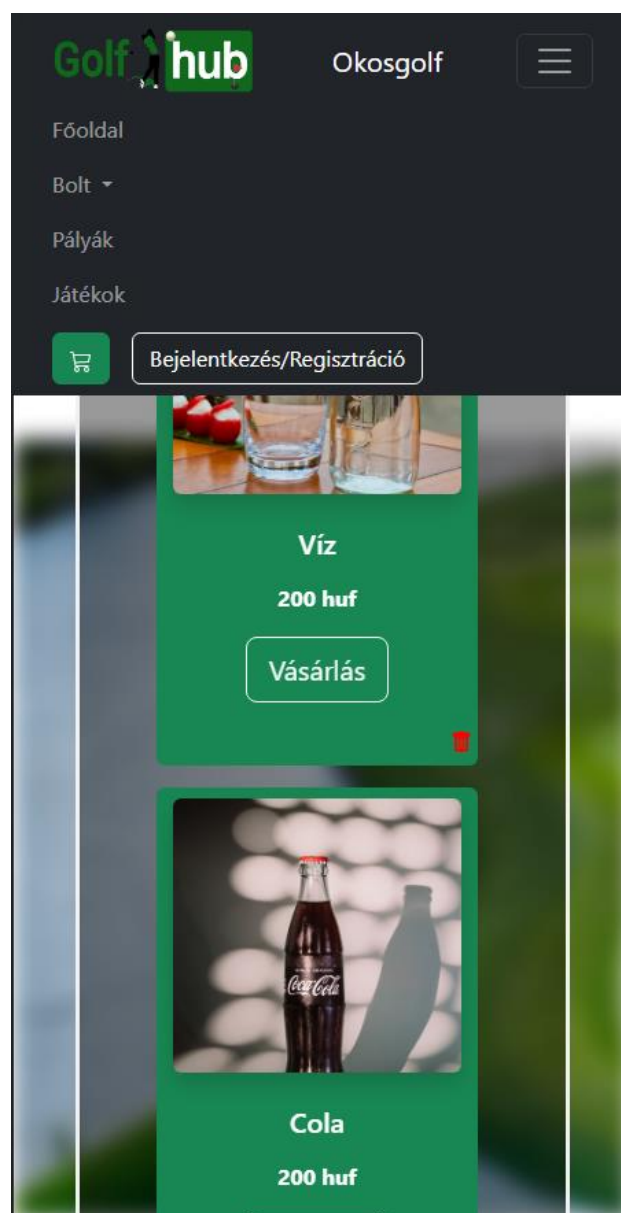 Golf hub
Okosgolf
Főoldal
Bolt
Pályák
Játékok
Bejelentkezés/Regisztráció
Víz
200 huf
Vásárlás
Coca-Cola
Cola
200 huf